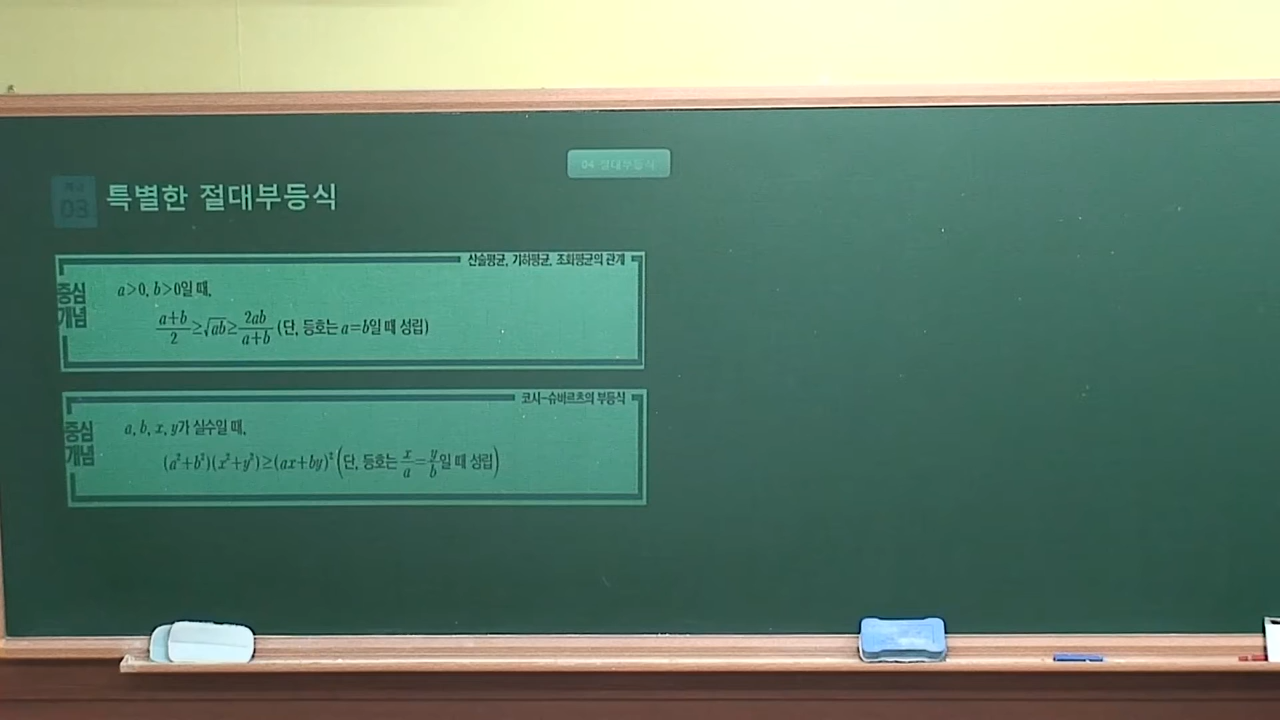 04 절대부등식
03
특별한 절대부등식
산술평균, 기하평균, 조화평균의 관계
중심
개념
a>0, b>0일 때,
(a+b)/2≥√ab≥2ab/(a+b) (단, 등호는 a=b일 때 성립)
코시-슈바르츠의 부등식
중심
개념
a, b, x, y가 실수일 때,
(a²+b²)(x²+y²)≥(ax+by)² (단, 등호는 x/a=y/b일 때 성립)